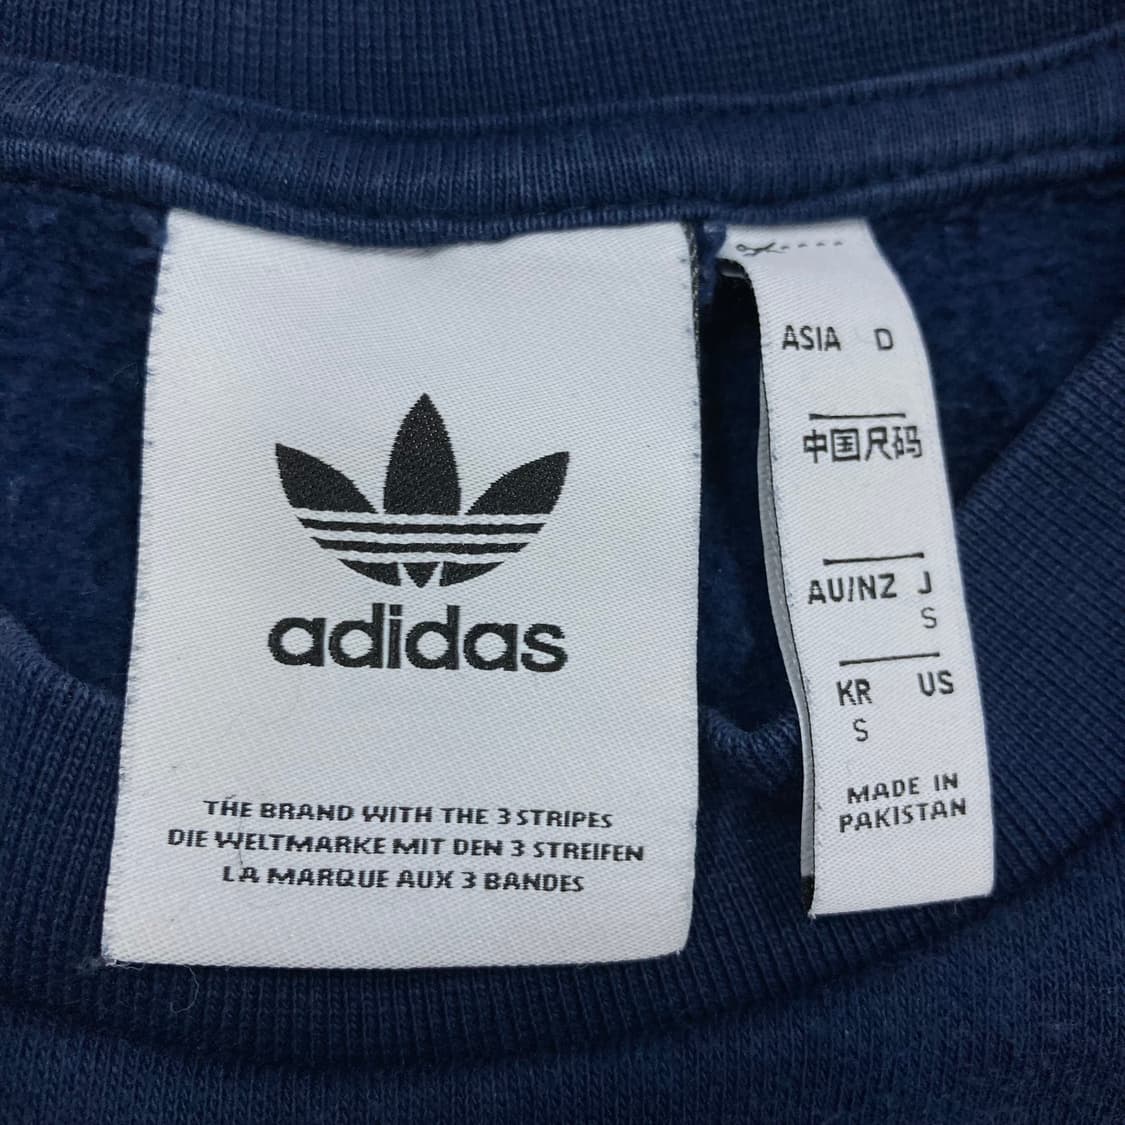 adidas
THE BRAND WITH THE 3 STRIPES
DIE WELTMARKE MIT DEN 3 STREIFEN
LA MARQUE AUX 3 BANDES
ASIA D
中国尺码
AU/NZ J
S
KR US
S
MADE IN
PAKISTAN